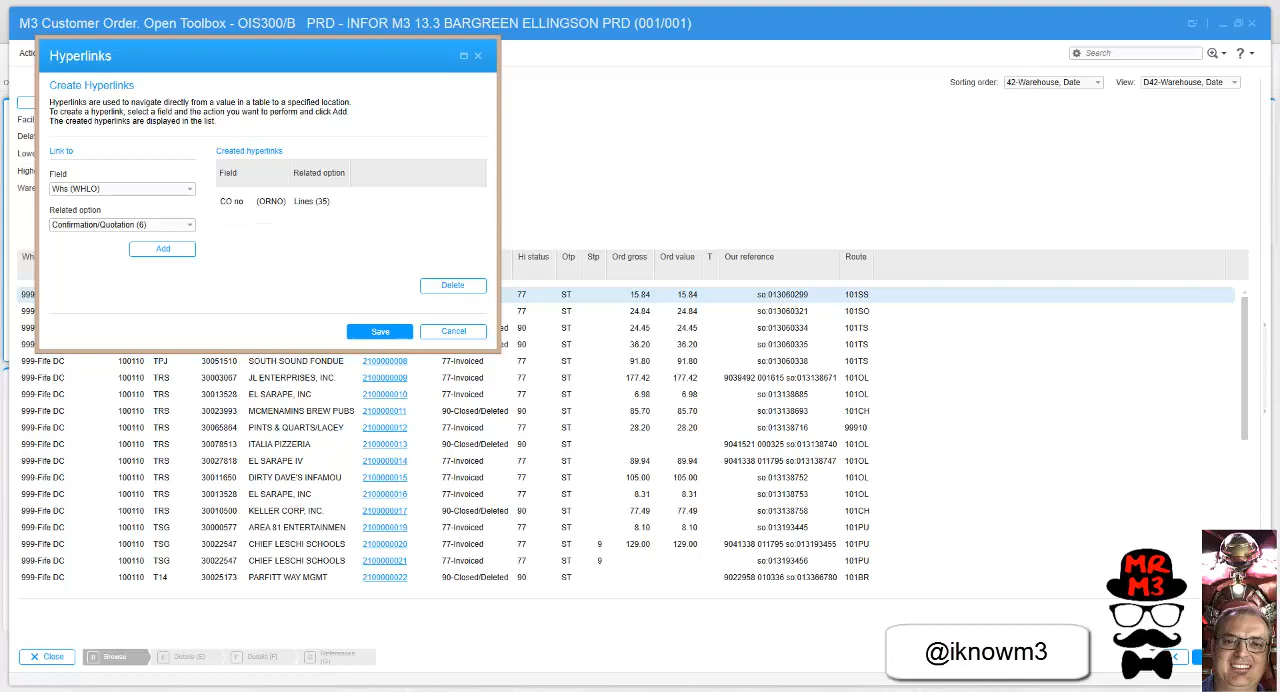 M3 Customer Order. Open Toolbox - OIS300/B PRD - INFOR M3 13.3 BARGREEN ELLINGSON PRD (001/001)
Search
?
Sorting order: 42-Warehouse, Date View: D42-Warehouse, Date
Hyperlinks
Create Hyperlinks
Hyperlinks are used to navigate directly from a value in a table to a specified location.
To create a hyperlink, select a field and the action you want to perform and click Add.
The created hyperlinks are displayed in the list.
Link to
Field
Whs (WHLO)
Related option
Confirmation/Quotation (6)
Add
Created hyperlinks
Field Related option
CO no (ORNO) Lines (35)
Delete
Save Cancel
Hi status Otp Stp Ord gross Ord value T Our reference Route
999 77 ST 15.84 15.84 so:013060299 101SS
999 77 ST 24.84 24.84 so:013060321 101SO
999 90 ST 24.45 24.45 so:013060334 101TS
999 90 ST 36.20 36.20 so:013060335 101TS
999-Fife DC 100110 TPJ 30051510 SOUTH SOUND FONDUE 2100000008 77-Invoiced 77 ST 91.80 91.80 so:013060338 101TS
999-Fife DC 100110 TRS 30003067 JL ENTERPRISES, INC. 2100000009 77-Invoiced 77 ST 177.42 177.42 9039492 001615 so:013138671 101OL
999-Fife DC 100110 TRS 30013528 EL SARAPE, INC 2100000010 77-Invoiced 77 ST 6.98 6.98 so:013138685 101OL
999-Fife DC 100110 TRS 30023993 MCMENAMINS BREW PUBS 2100000011 90-Closed/Deleted 90 ST 85.70 85.70 so:013138693 101CH
999-Fife DC 100110 TRS 30065864 PINTS & QUARTS/LACEY 2100000012 77-Invoiced 77 ST 28.20 28.20 so:013138716 99910
999-Fife DC 100110 TRS 30078513 ITALIA PIZZERIA 2100000013 90-Closed/Deleted 90 ST 9041521 000325 so:013138740 101OL
999-Fife DC 100110 TRS 30027818 EL SARAPE IV 2100000014 77-Invoiced 77 ST 89.94 89.94 9041338 011795 so:013138747 101OL
999-Fife DC 100110 TRS 30011650 DIRTY DAVE'S INFAMOU 2100000015 77-Invoiced 77 ST 105.00 105.00 so:013138752 101OL
999-Fife DC 100110 TRS 30013528 EL SARAPE, INC 2100000016 77-Invoiced 77 ST 8.31 8.31 so:013138753 101OL
999-Fife DC 100110 TRS 30010500 KELLER CORP, INC. 2100000017 90-Closed/Deleted 90 ST 77.49 77.49 so:013138758 101CH
999-Fife DC 100110 TSG 30000577 AREA 81 ENTERTAINMEN 2100000019 77-Invoiced 77 ST 8.10 8.10 so:013193445 101PU
999-Fife DC 100110 TSG 30022547 CHIEF LESCHI SCHOOLS 2100000020 77-Invoiced 77 ST 9 129.00 129.00 9041338 011795 so:013193455 101PU
999-Fife DC 100110 TSG 30022547 CHIEF LESCHI SCHOOLS 2100000021 77-Invoiced 77 ST 9 so:013193456 101PU
999-Fife DC 100110 T14 30025173 PARFITT WAY MGMT 2100000022 90-Closed/Deleted 90 ST 9022958 010336 so:013366780 101BR
Close B Browse E Details (E) F Details (F) G References (G)
@iknowm3
MR
M3